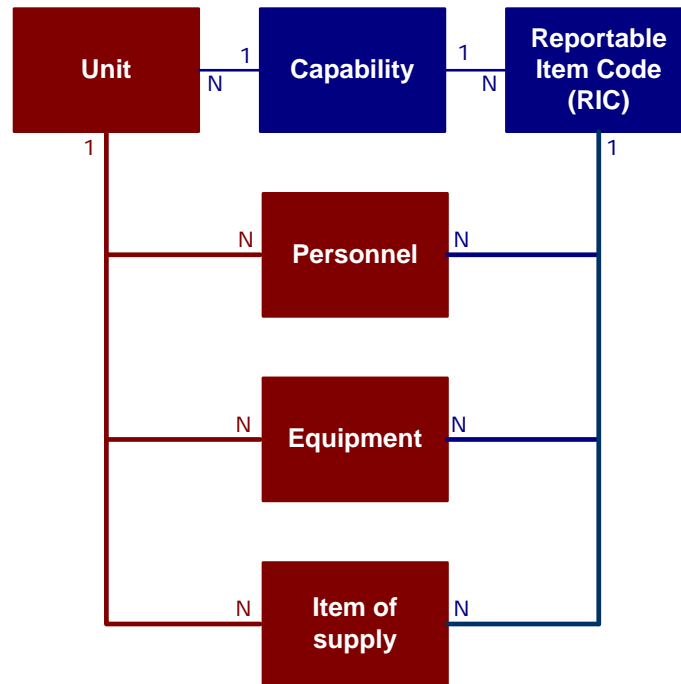 Unit
1
N
Capability
1
N
Reportable
Item Code
(RIC)
1
1
N
Personnel
N
N
Equipment
N
N
Item of
supply
N